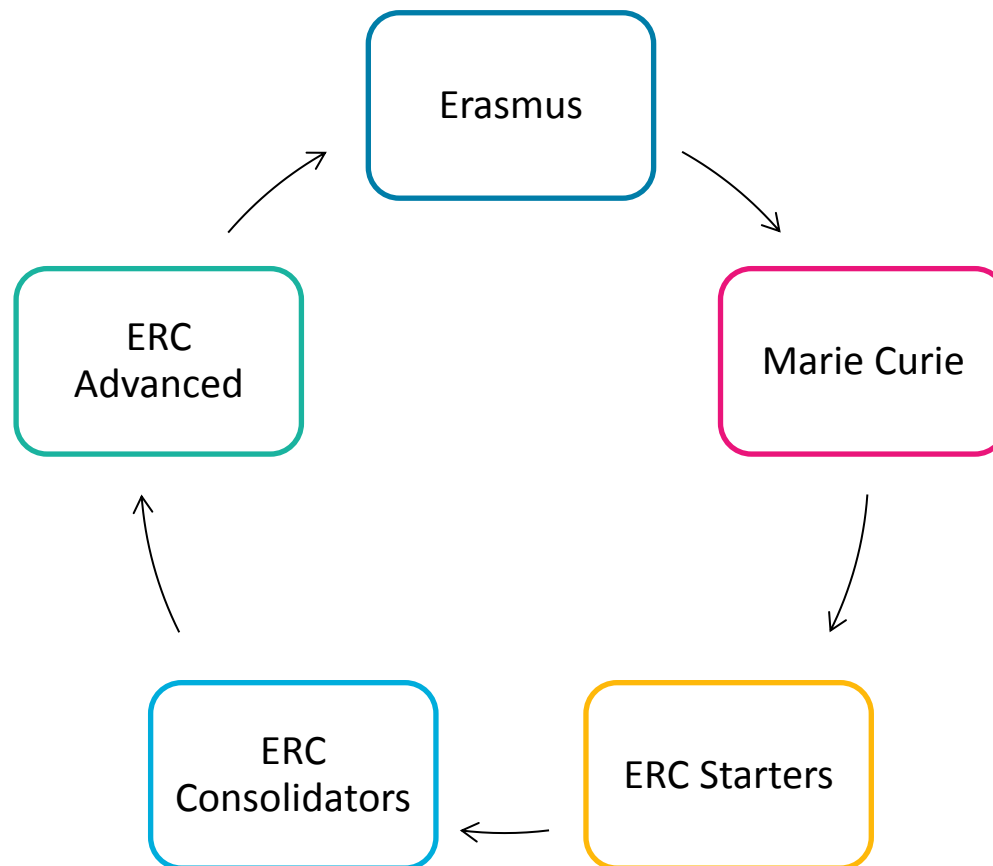 Erasmus
Marie Curie
ERC Starters
ERC
Consolidators
ERC
Advanced